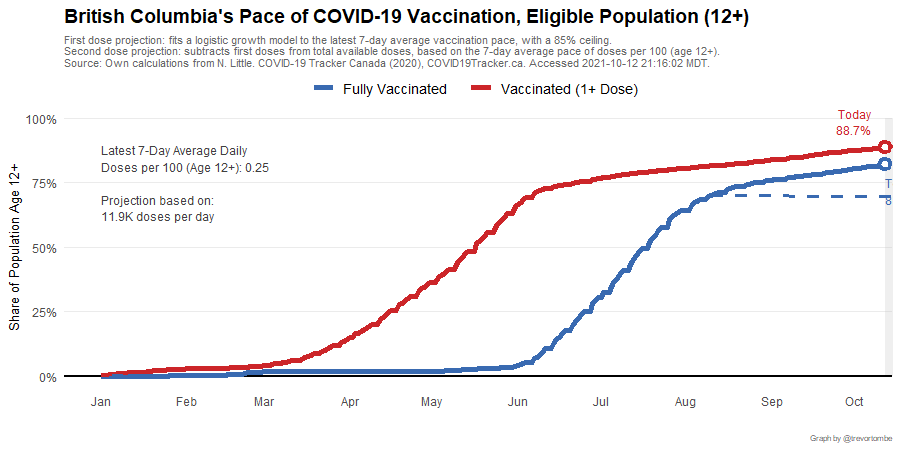 British Columbia's Pace of COVID-19 Vaccination, Eligible Population (12+)
First dose projection: fits a logistic growth model to the latest 7-day average vaccination pace, with a 85% ceiling.
Second dose projection: subtracts first doses from total available doses, based on the 7-day average pace of doses per 100 (age 12+).
Source: Own calculations from N. Little. COVID-19 Tracker Canada (2020), COVID19Tracker.ca. Accessed 2021-10-12 21:16:02 MDT.
Fully Vaccinated
Vaccinated (1+ Dose)
Today
88.7%
Latest 7-Day Average Daily
Doses per 100 (Age 12+): 0.25
Projection based on:
11.9K doses per day
T
8
Share of Population Age 12+
100%
75%
50%
25%
0%
Jan Feb Mar Apr May Jun Jul Aug Sep Oct
Graph by @trevortombe